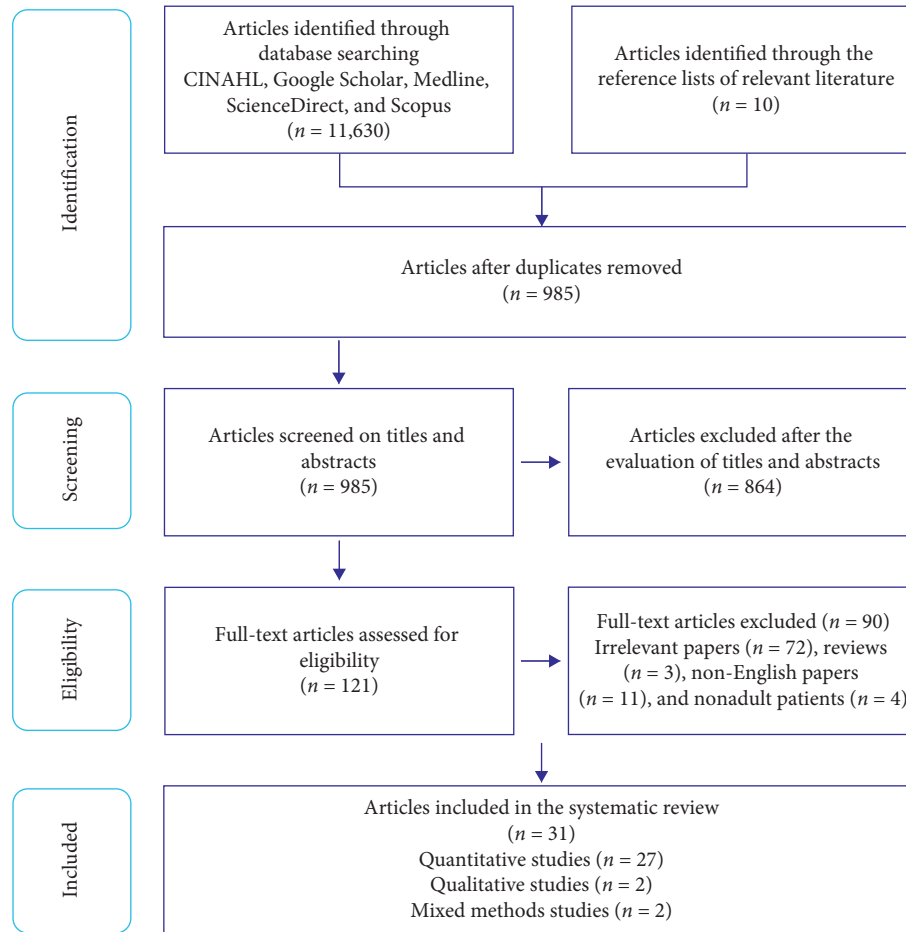 Identification
Articles identified through
database searching
CINAHL, Google Scholar, Medline,
ScienceDirect, and Scopus
(n = 11,630)
Articles identified through the
reference lists of relevant literature
(n = 10)
Articles after duplicates removed
(n = 985)
Screening
Articles screened on titles and
abstracts
(n = 985)
Articles excluded after the
evaluation of titles and abstracts
(n = 864)
Eligibility
Full-text articles assessed for
eligibility
(n = 121)
Full-text articles excluded (n = 90)
Irrelevant papers (n = 72), reviews
(n = 3), non-English papers
(n = 11), and nonadult patients (n = 4)
Included
Articles included in the systematic review
(n = 31)
Quantitative studies (n = 27)
Qualitative studies (n = 2)
Mixed methods studies (n = 2)